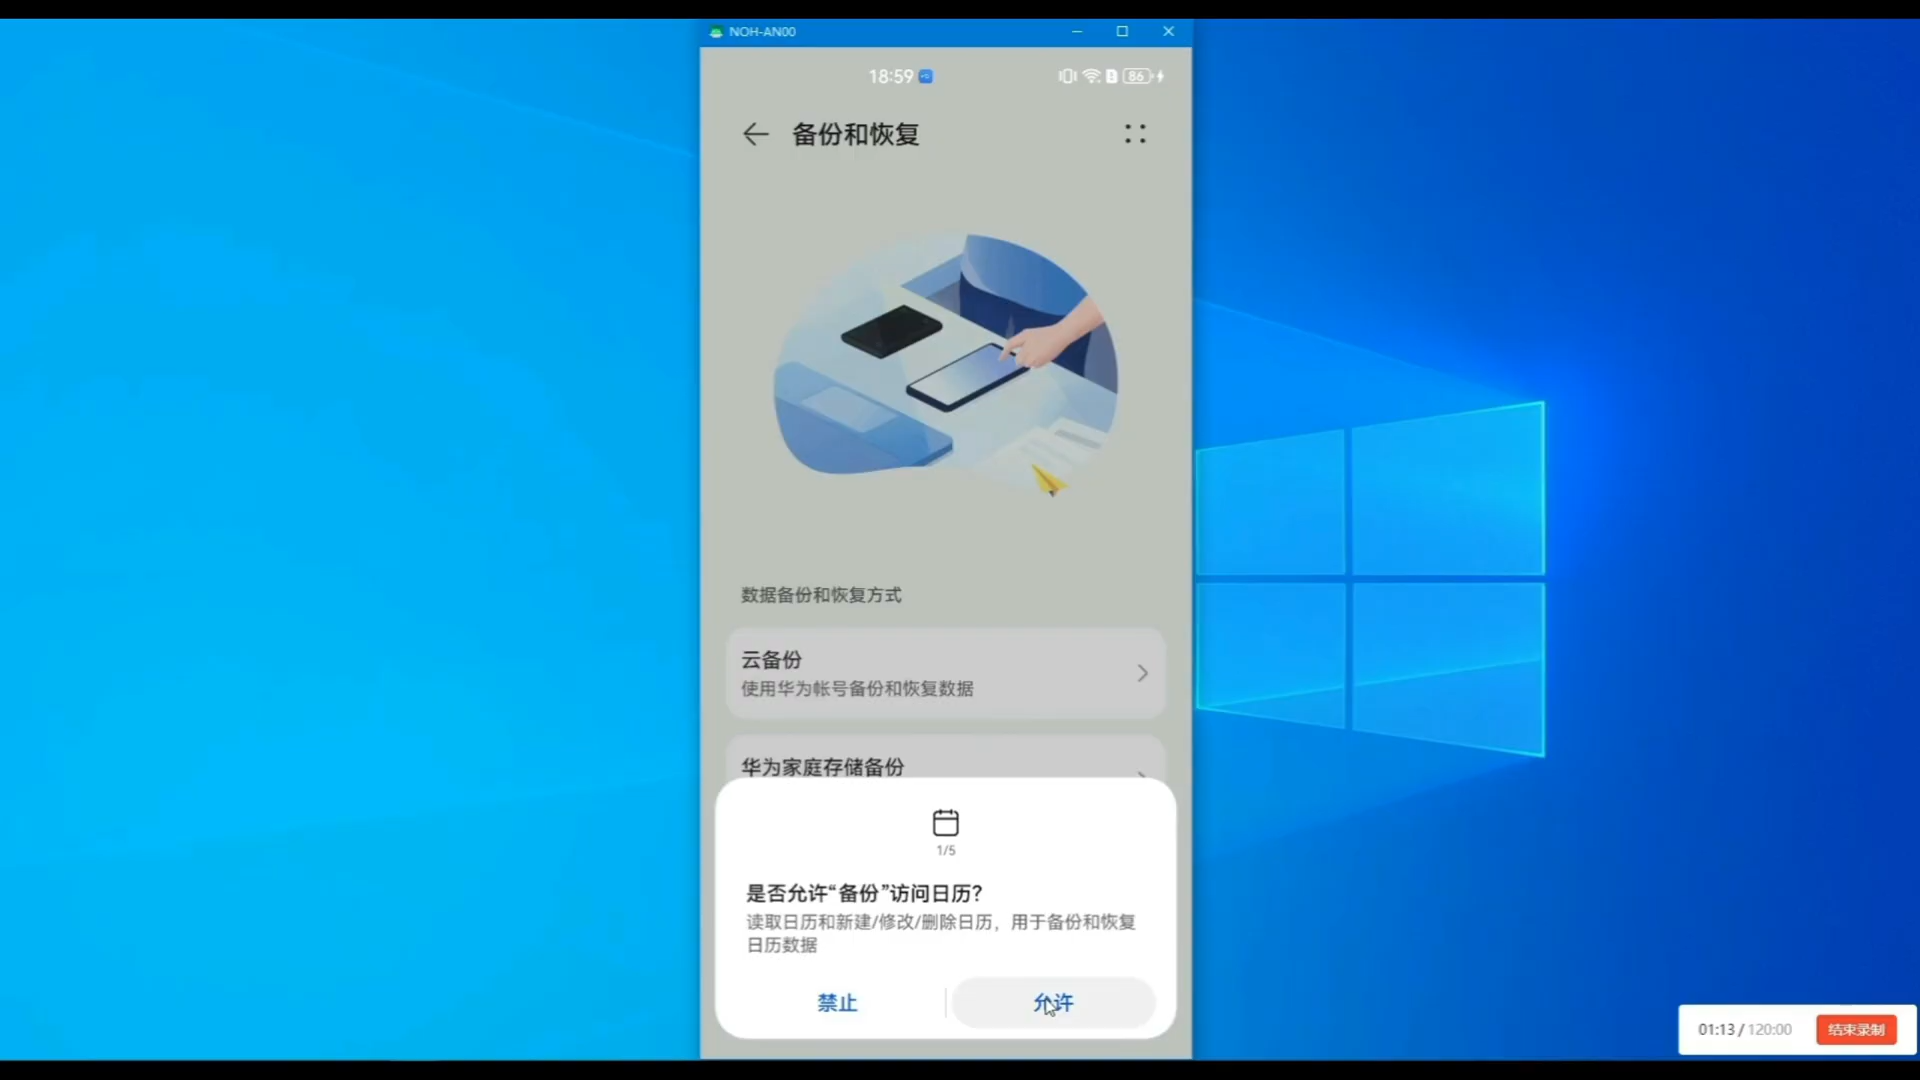 NOH-AN00
18:59
86
备份和恢复
数据备份和恢复方式
云备份
使用华为帐号备份和恢复数据
华为家庭存储备份
1/5
是否允许“备份”访问日历?
读取日历和新建/修改/删除日历，用于备份和恢复
日历数据
禁止
允许
01:13 / 120:00
结束录制